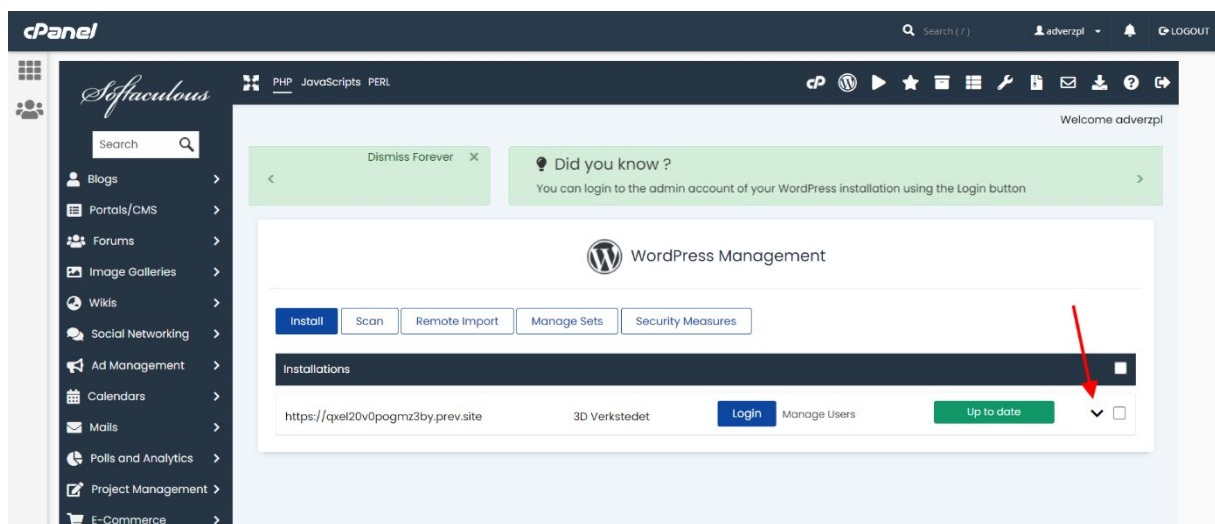 cPanel
Search ( / )
adverzpl
LOGOUT
Softaculous
PHP JavaScripts PERL
Welcome adverzpl
Search
Dismiss Forever
Did you know ?
You can login to the admin account of your WordPress installation using the Login button
Blogs
Portals/CMS
Forums
Image Galleries
Wikis
Social Networking
Ad Management
Calendars
Mails
Polls and Analytics
Project Management
E-Commerce
WordPress Management
Install Scan Remote Import Manage Sets Security Measures
Installations
https://qxel20v0pogmz3by.prev.site 3D Verkstedet Login Manage Users Up to date